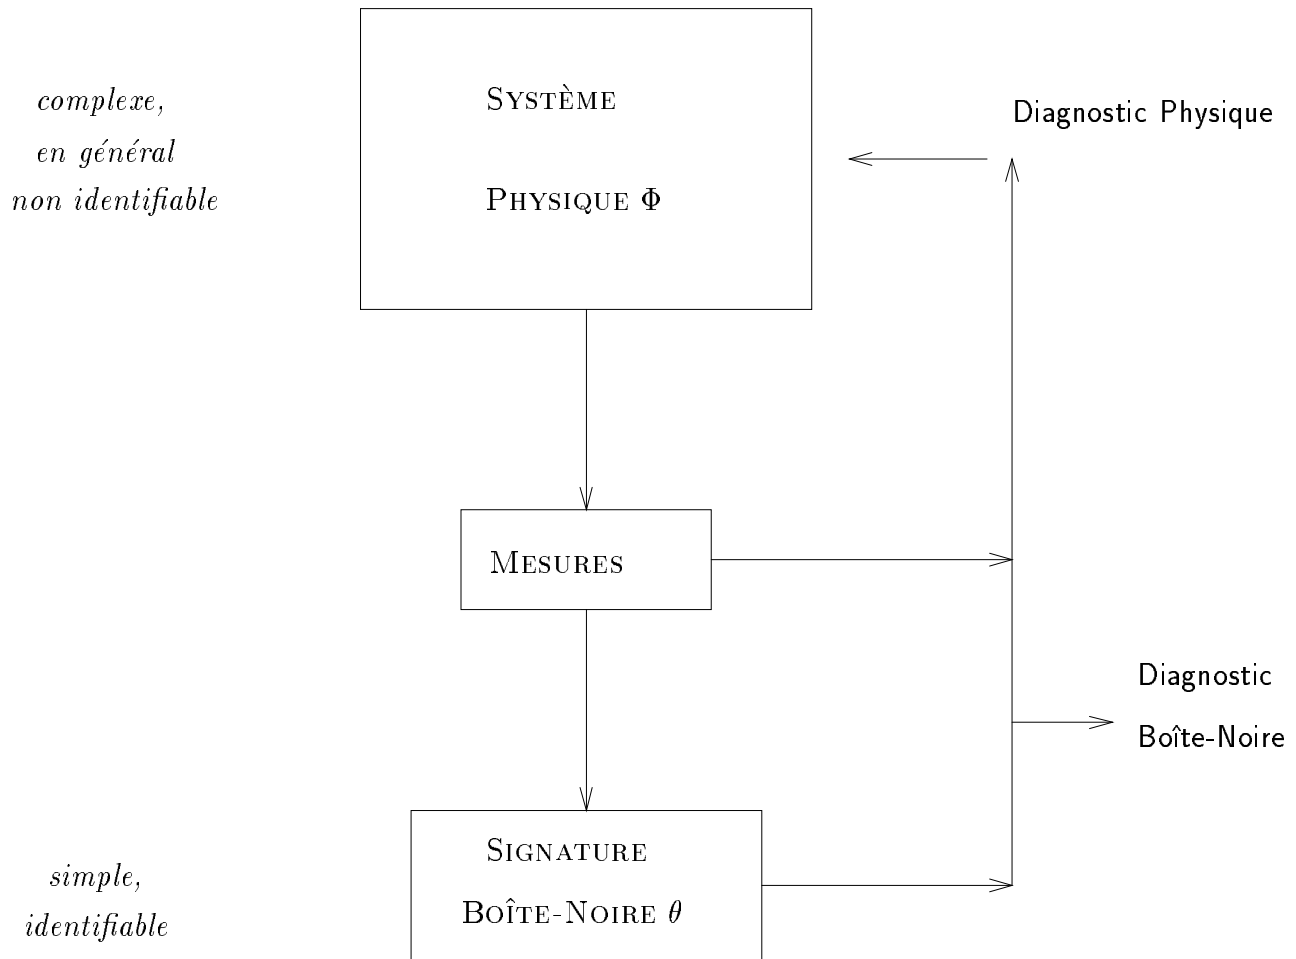 complexe,
en général
non identifiable
SYSTÈME
PHYSIQUE Φ
Diagnostic Physique
MESURES
Diagnostic
Boîte-Noire
SIGNATURE
BOÎTE-NOIRE θ
simple,
identifiable